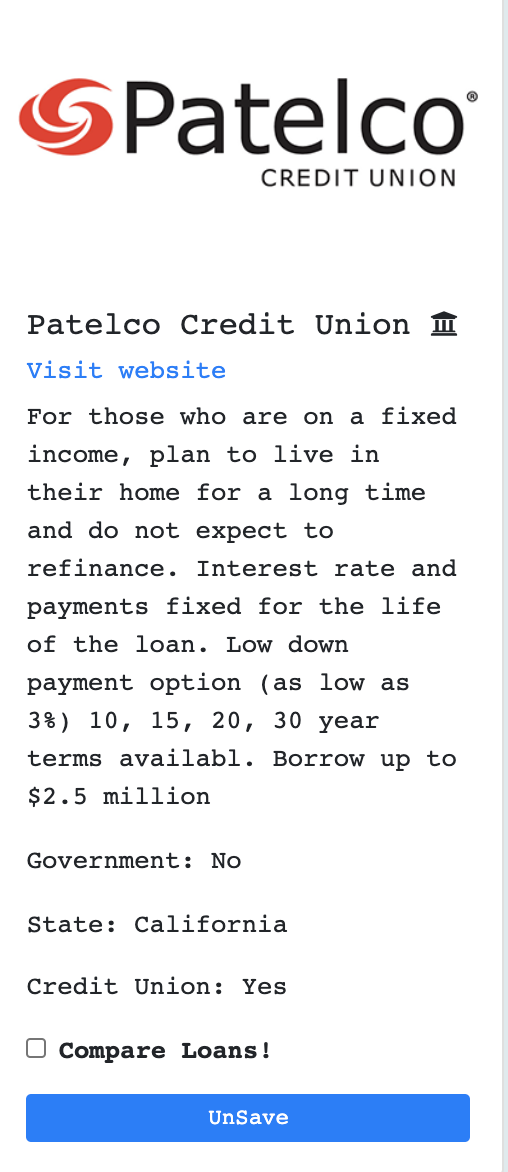 Patelco®
CREDIT UNION
Patelco Credit Union
Visit website
For those who are on a fixed
income, plan to live in
their home for a long time
and do not expect to
refinance. Interest rate and
payments fixed for the life
of the loan. Low down
payment option (as low as
3%) 10, 15, 20, 30 year
terms availabl. Borrow up to
$2.5 million
Government: No
State: California
Credit Union: Yes
Compare Loans!
UnSave